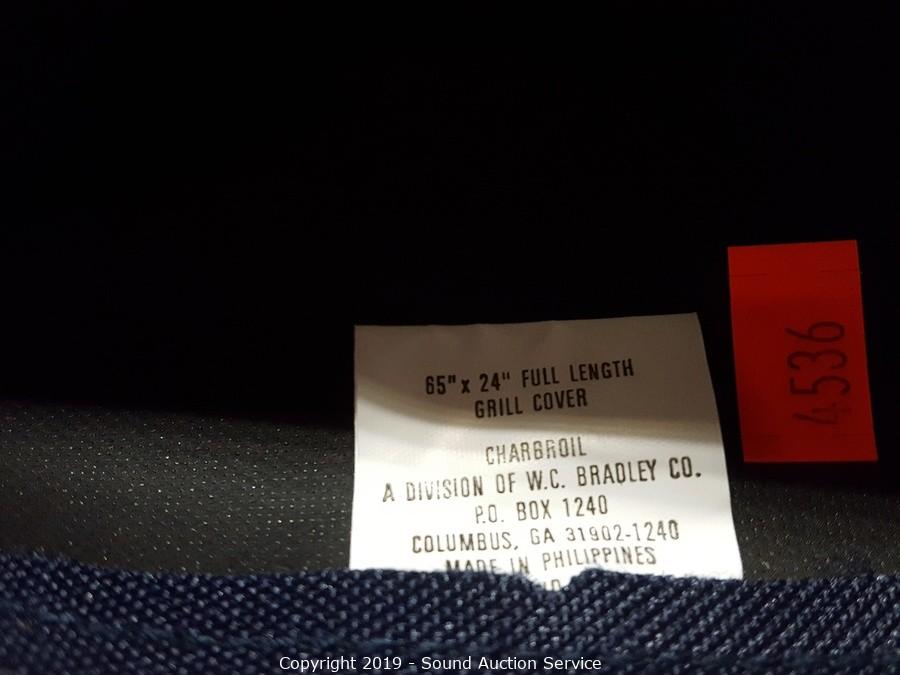 65" x 24" FULL LENGTH
GRILL COVER
CHARBROIL
A DIVISION OF W.C. BRADLEY CO.
P.O. BOX 1240
COLUMBUS, GA 31902-1240
MADE IN PHILIPPINES
4536
Copyright 2019 - Sound Auction Service